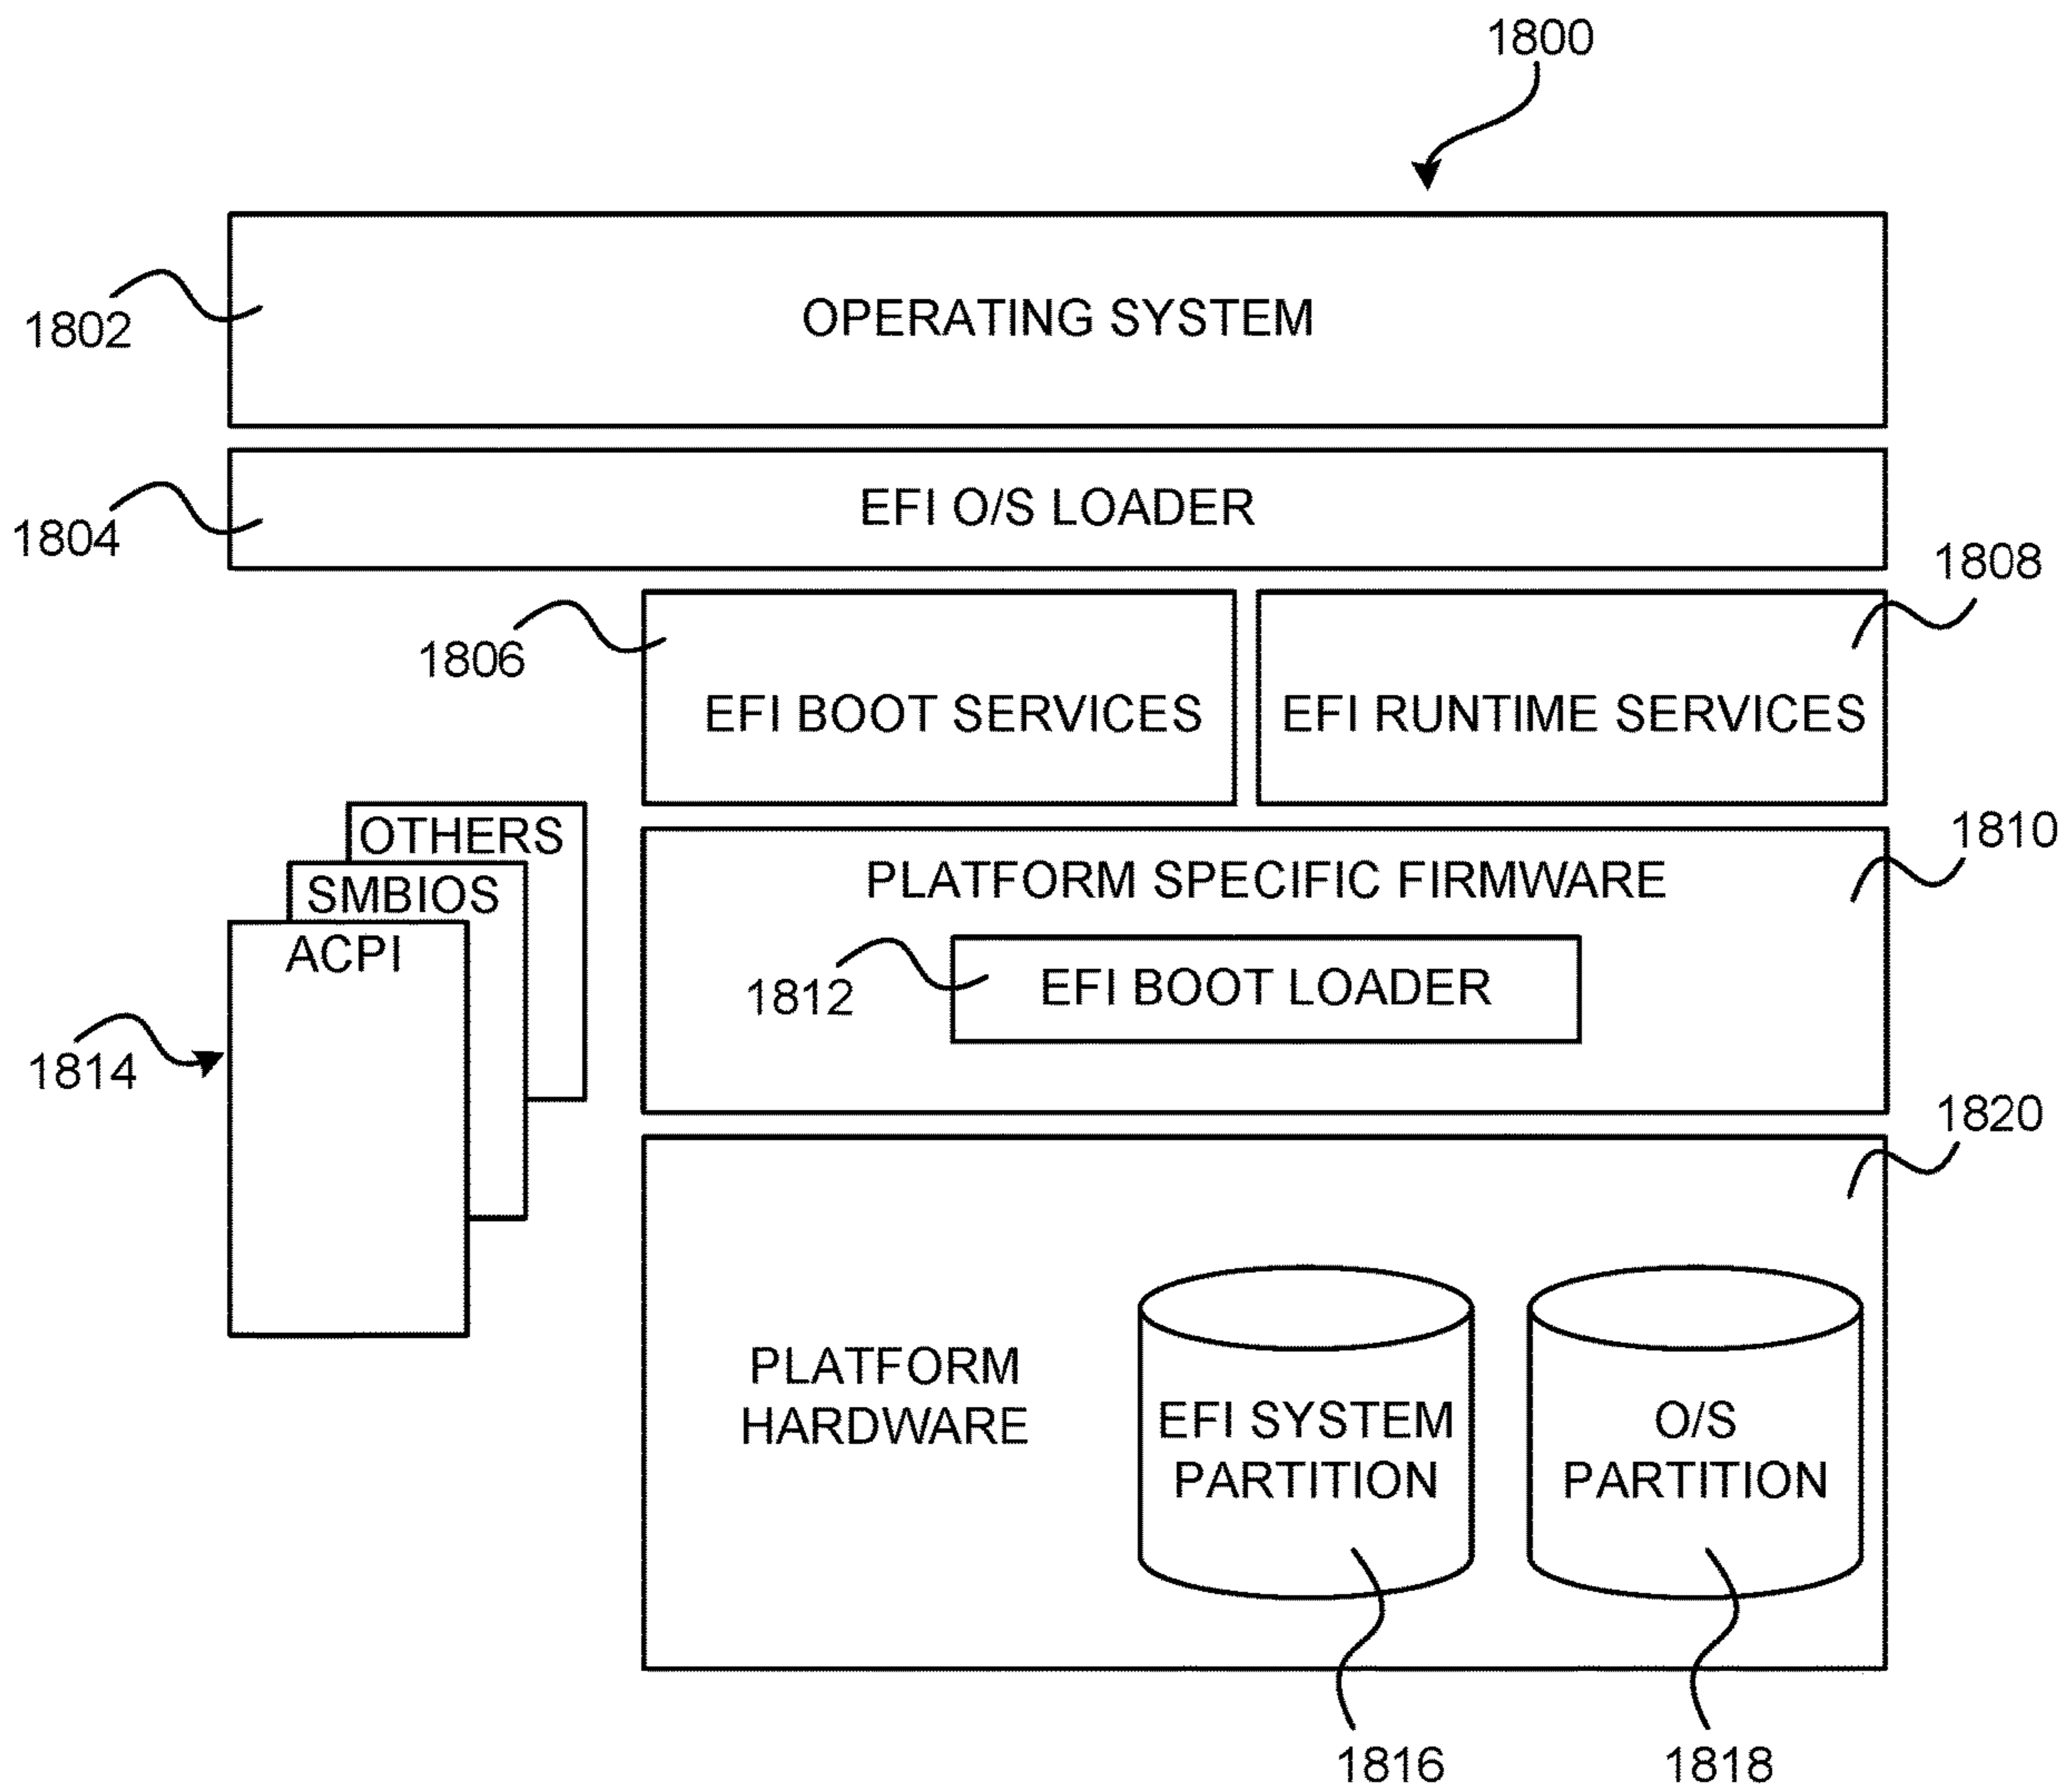 1800
OPERATING SYSTEM
1802
EFI O/S LOADER
1804
1808
1806
EFI BOOT SERVICES
EFI RUNTIME SERVICES
OTHERS
1810
SMBIOS
PLATFORM SPECIFIC FIRMWARE
ACPI
1812
EFI BOOT LOADER
1814
1820
PLATFORM
HARDWARE
EFI SYSTEM
PARTITION
O/S
PARTITION
1816
1818